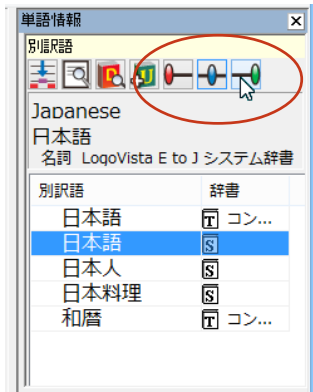 単語情報
別訳語
Japanese
日本語
名詞 LogoVista E to J システム辞書
別訳語 辞書
日本語 T コン...
日本語 S
日本人 S
日本料理 S
和暦 T コン...